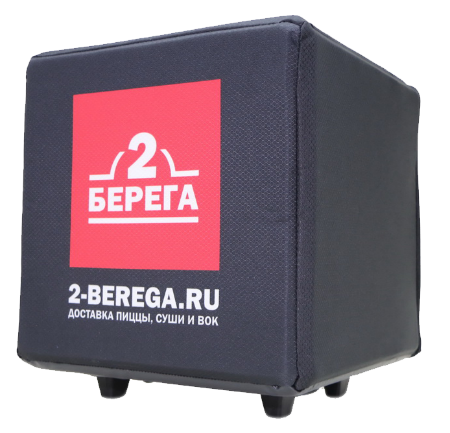 2
БЕРЕГА
2-BEREGA.RU
ДОСТАВКА ПИЦЦЫ, СУШИ И ВОК